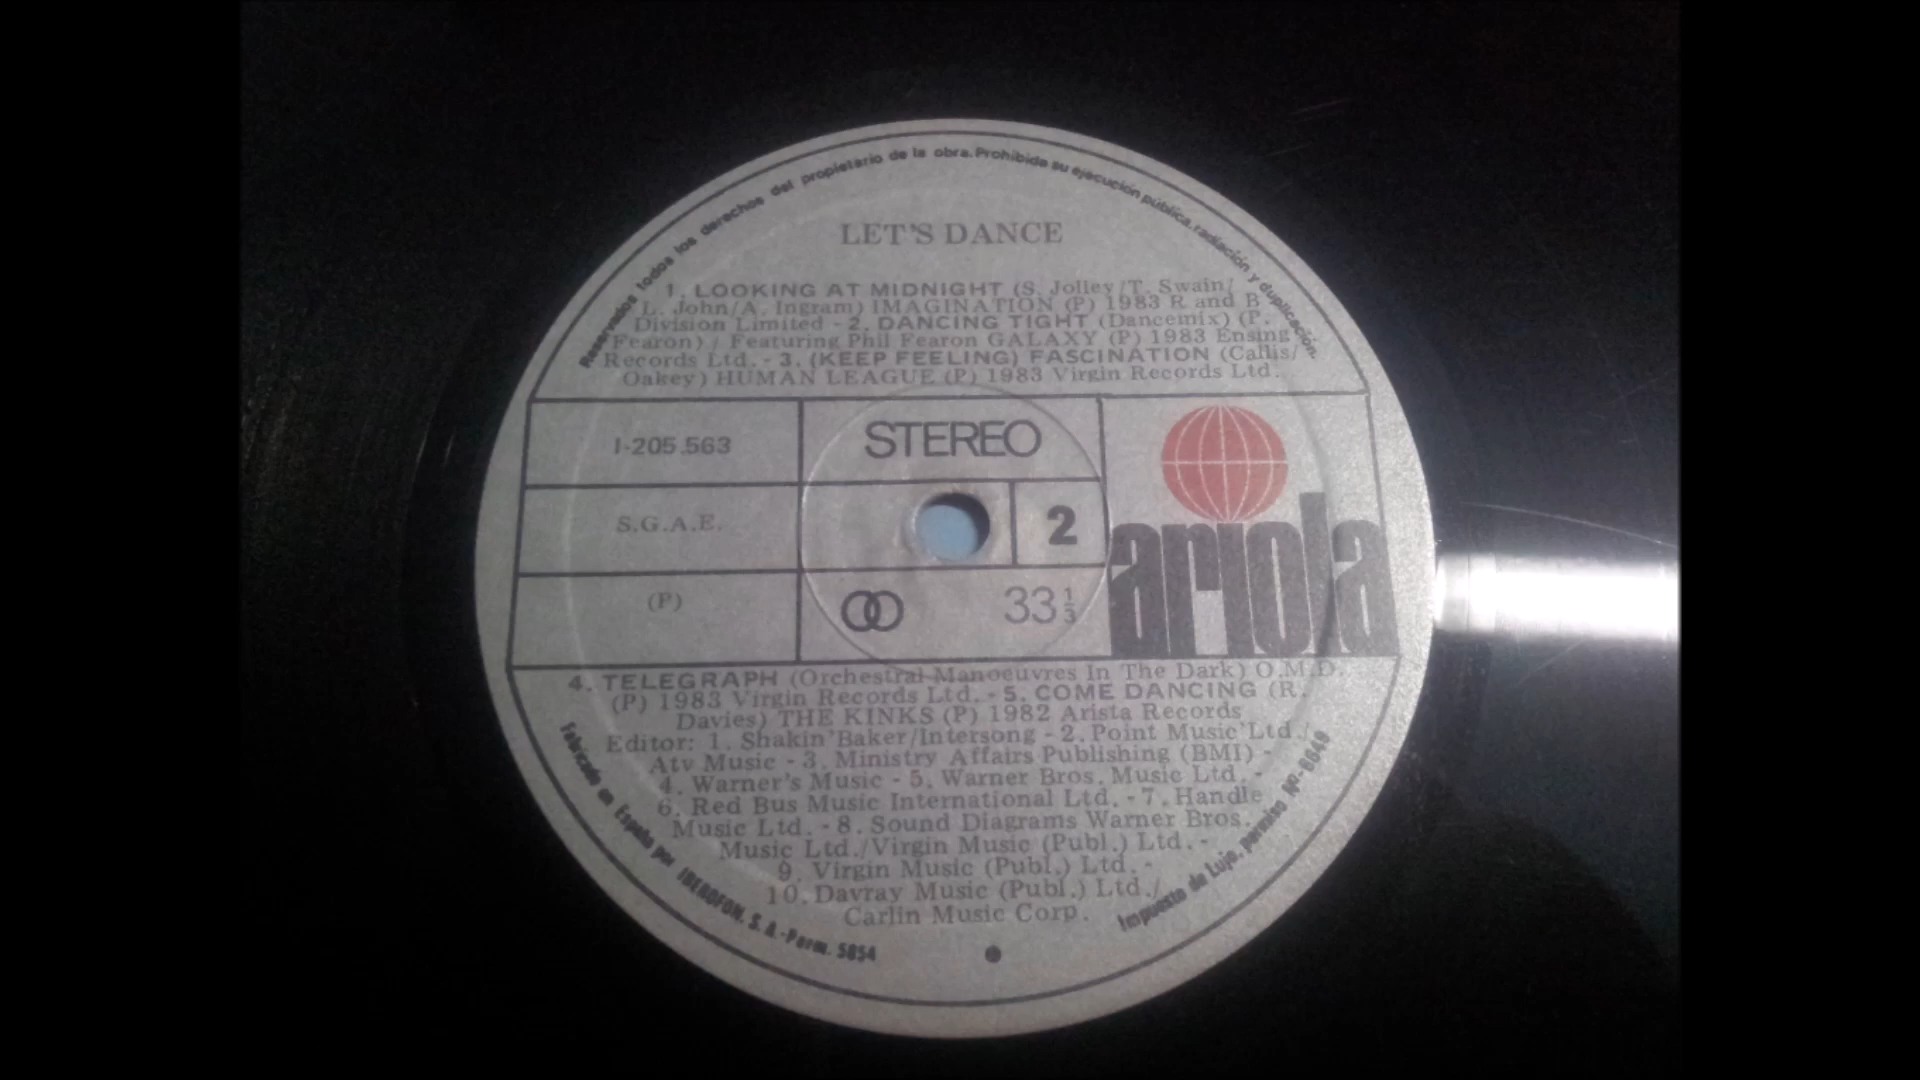 Reservados todos los derechos del propietario de la obra. Prohibida su ejecución pública, radiación y duplicación.
LET'S DANCE
1. LOOKING AT MIDNIGHT (S. Jolley/T. Swain/
L. John/A. Ingram) IMAGINATION (P) 1983 R and B
Division Limited - 2. DANCING TIGHT (Dancemix) (P.
Fearon) / Featuring Phil Fearon GALAXY (P) 1983 Ensing
Records Ltd. - 3. (KEEP FEELING) FASCINATION (Callis/
Oakey) HUMAN LEAGUE (P) 1983 Virgin Records Ltd.
I-205.563
STEREO
S.G.A.E.
2
ariola
(P)
33 1/3
4. TELEGRAPH (Orchestral Manoeuvres In The Dark) O.M.D.
(P) 1983 Virgin Records Ltd. - 5. COME DANCING (R.
Davies) THE KINKS (P) 1982 Arista Records
Editor: 1. Shakin'Baker/Intersong - 2. Point Music Ltd./
Atv Music - 3. Ministry Affairs Publishing (BMI) -
4. Warner's Music - 5. Warner Bros. Music Ltd. -
6. Red Bus Music International Ltd. - 7. Handle
Music Ltd. - 8. Sound Diagrams Warner Bros.
Music Ltd./Virgin Music (Publ.) Ltd. -
9. Virgin Music (Publ.) Ltd. -
10. Davray Music (Publ.) Ltd./
Carlin Music Corp.
Fabricado en España por IBEROFON, S. A.-Perm. 5854
Impuesto de Lujo, permiso Nº-6649